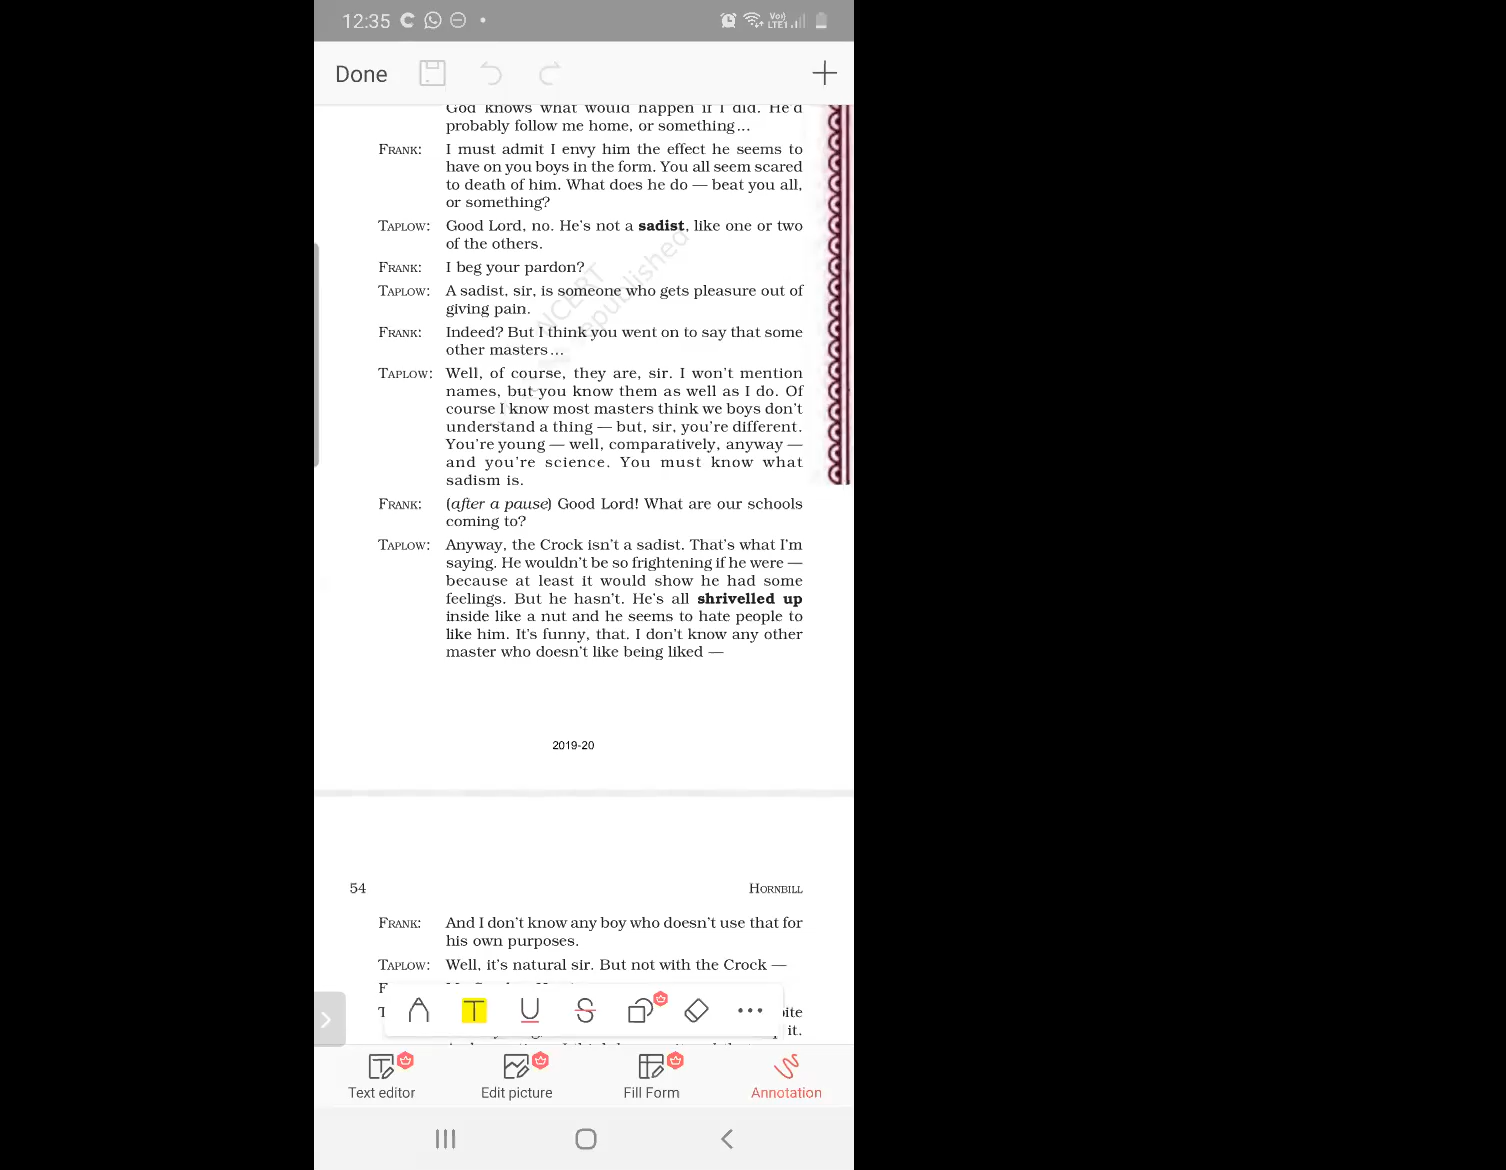 12:35
Vo)
LTE1
Done
God knows what would happen if I did. He'd
probably follow me home, or something...
FRANK: I must admit I envy him the effect he seems to
have on you boys in the form. You all seem scared
to death of him. What does he do — beat you all,
or something?
TAPLOW: Good Lord, no. He's not a sadist, like one or two
of the others.
FRANK: I beg your pardon?
TAPLOW: A sadist, sir, is someone who gets pleasure out of
giving pain.
FRANK: Indeed? But I think you went on to say that some
other masters...
TAPLOW: Well, of course, they are, sir. I won't mention
names, but you know them as well as I do. Of
course I know most masters think we boys don't
understand a thing — but, sir, you're different.
You're young — well, comparatively, anyway —
and you're science. You must know what
sadism is.
FRANK: (after a pause) Good Lord! What are our schools
coming to?
TAPLOW: Anyway, the Crock isn't a sadist. That's what I'm
saying. He wouldn't be so frightening if he were —
because at least it would show he had some
feelings. But he hasn't. He's all shrivelled up
inside like a nut and he seems to hate people to
like him. It's funny, that. I don't know any other
master who doesn't like being liked —
NCERT
republished
2019-20
54 HORNBILL
FRANK: And I don't know any boy who doesn't use that for
his own purposes.
TAPLOW: Well, it's natural sir. But not with the Crock —
F
T
it.
Text editor Edit picture Fill Form Annotation